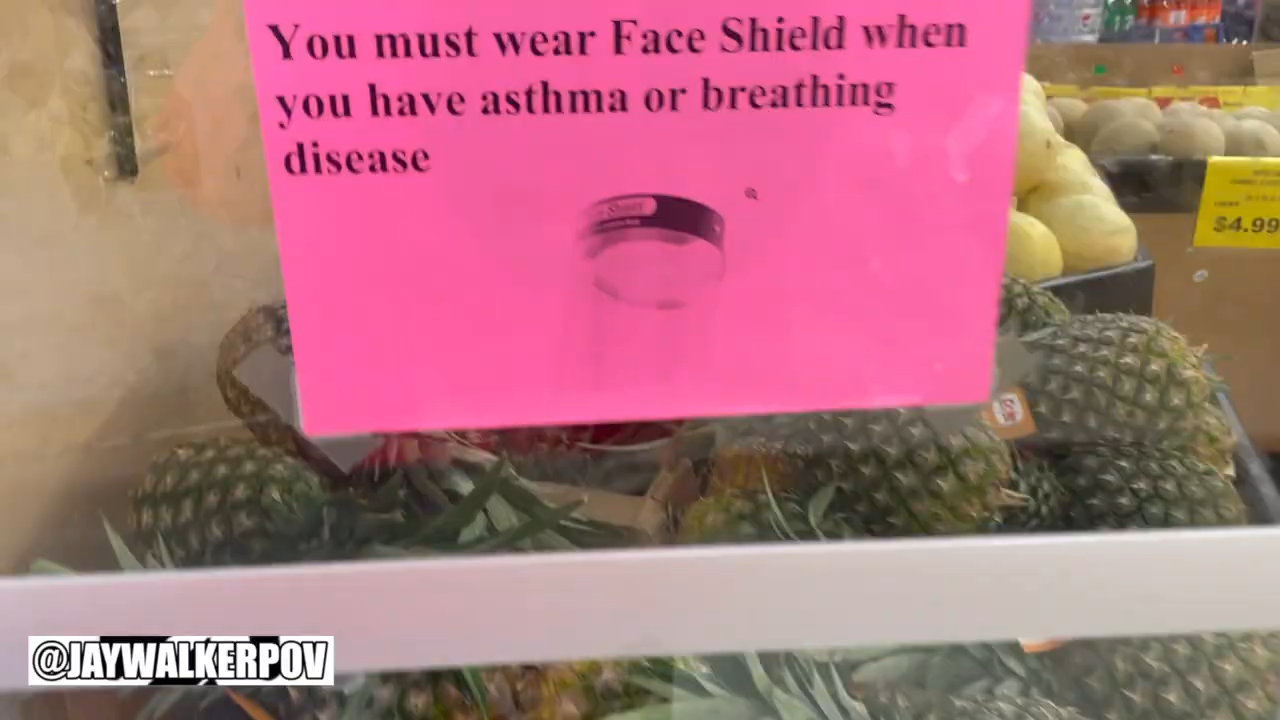 You must wear Face Shield when
you have asthma or breathing
disease
$4.99
@JAYWALKERPOV